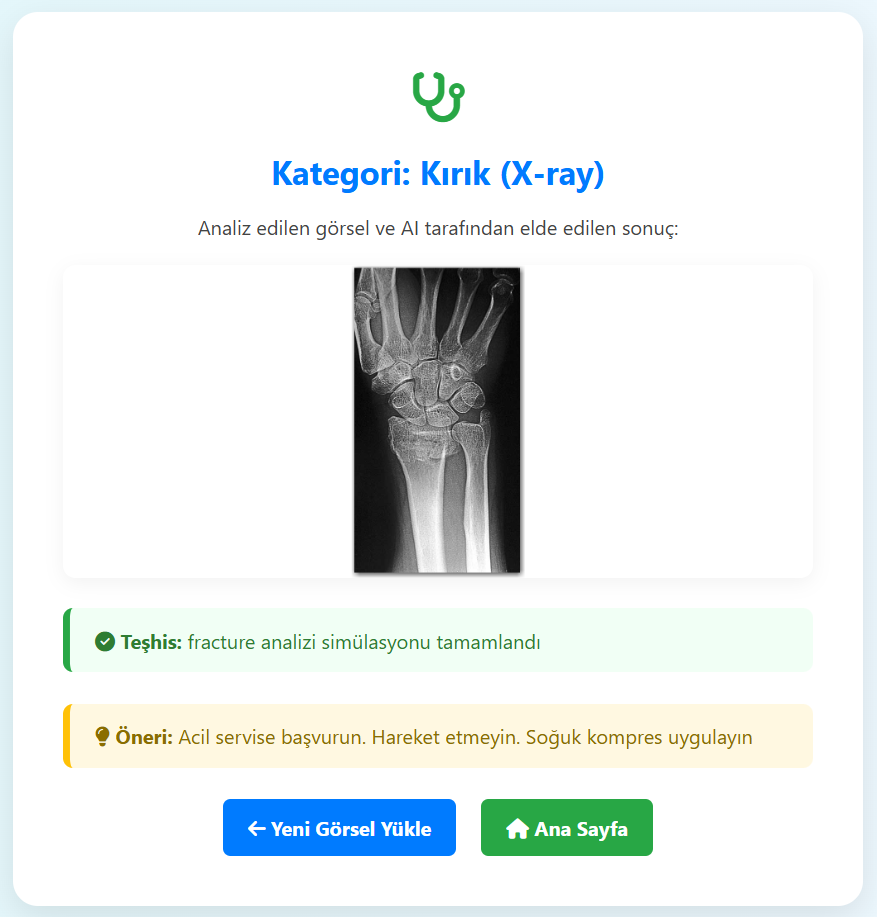 Kategori: Kırık (X-ray)
Analiz edilen görsel ve AI tarafından elde edilen sonuç:
Teşhis: fracture analizi simülasyonu tamamlandı
Öneri: Acil servise başvurun. Hareket etmeyin. Soğuk kompres uygulayın
Yeni Görsel Yükle
Ana Sayfa